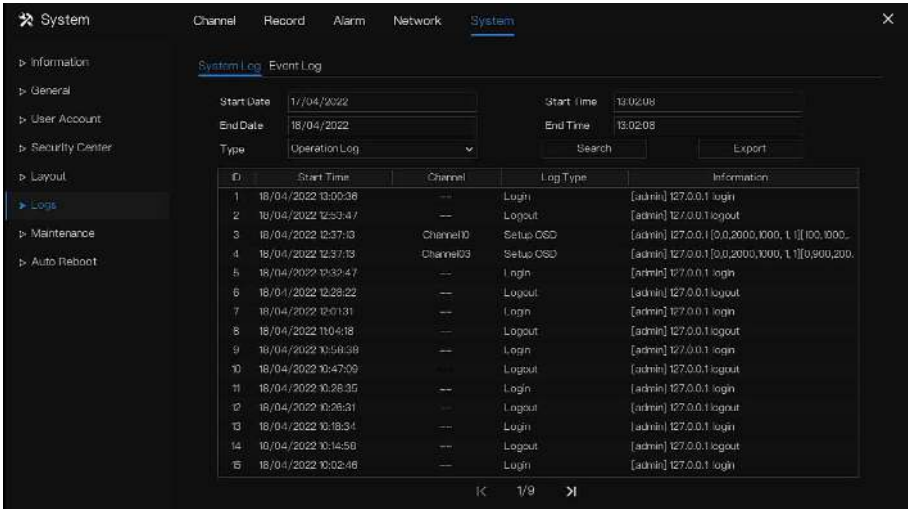 System Channel Record Alarm Network System
Information
General
User Account
Security Center
Layout
Logs
Maintenance
Auto Reboot
System Log Event Log
Start Date 17/04/2022 Start Time 13:02:08
End Date 18/04/2022 End Time 13:02:08
Type Operation Log Search Export
ID Start Time Channel Log Type Information
1 18/04/2022 13:00:36 --- Login [admin] 127.0.0.1 login
2 18/04/2022 12:53:47 --- Logout [admin] 127.0.0.1 logout
3 18/04/2022 12:37:13 Channel10 Setup OSD [admin] 127.0.0.1 [0,0,2000,1000, 1, 1][100,1000,..
4 18/04/2022 12:37:13 Channel03 Setup OSD [admin] 127.0.0.1 [0,0,2000,1000, 1, 1][0,900,200.
5 18/04/2022 12:32:47 --- Login [admin] 127.0.0.1 login
6 18/04/2022 12:28:22 --- Logout [admin] 127.0.0.1 logout
7 18/04/2022 12:01:31 --- Login [admin] 127.0.0.1 login
8 18/04/2022 11:04:18 --- Logout [admin] 127.0.0.1 logout
9 18/04/2022 10:58:38 --- Login [admin] 127.0.0.1 login
10 18/04/2022 10:47:09 --- Logout [admin] 127.0.0.1 logout
11 18/04/2022 10:28:35 --- Login [admin] 127.0.0.1 login
12 18/04/2022 10:26:31 --- Logout [admin] 127.0.0.1 logout
13 18/04/2022 10:18:34 --- Login [admin] 127.0.0.1 login
14 18/04/2022 10:14:58 --- Logout [admin] 127.0.0.1 logout
15 18/04/2022 10:02:46 --- Login [admin] 127.0.0.1 login
1/9